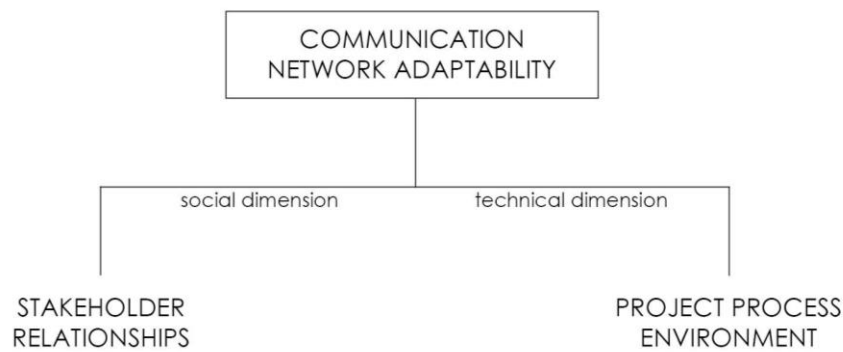 COMMUNICATION
NETWORK ADAPTABILITY
social dimension
technical dimension
STAKEHOLDER
RELATIONSHIPS
PROJECT PROCESS
ENVIRONMENT